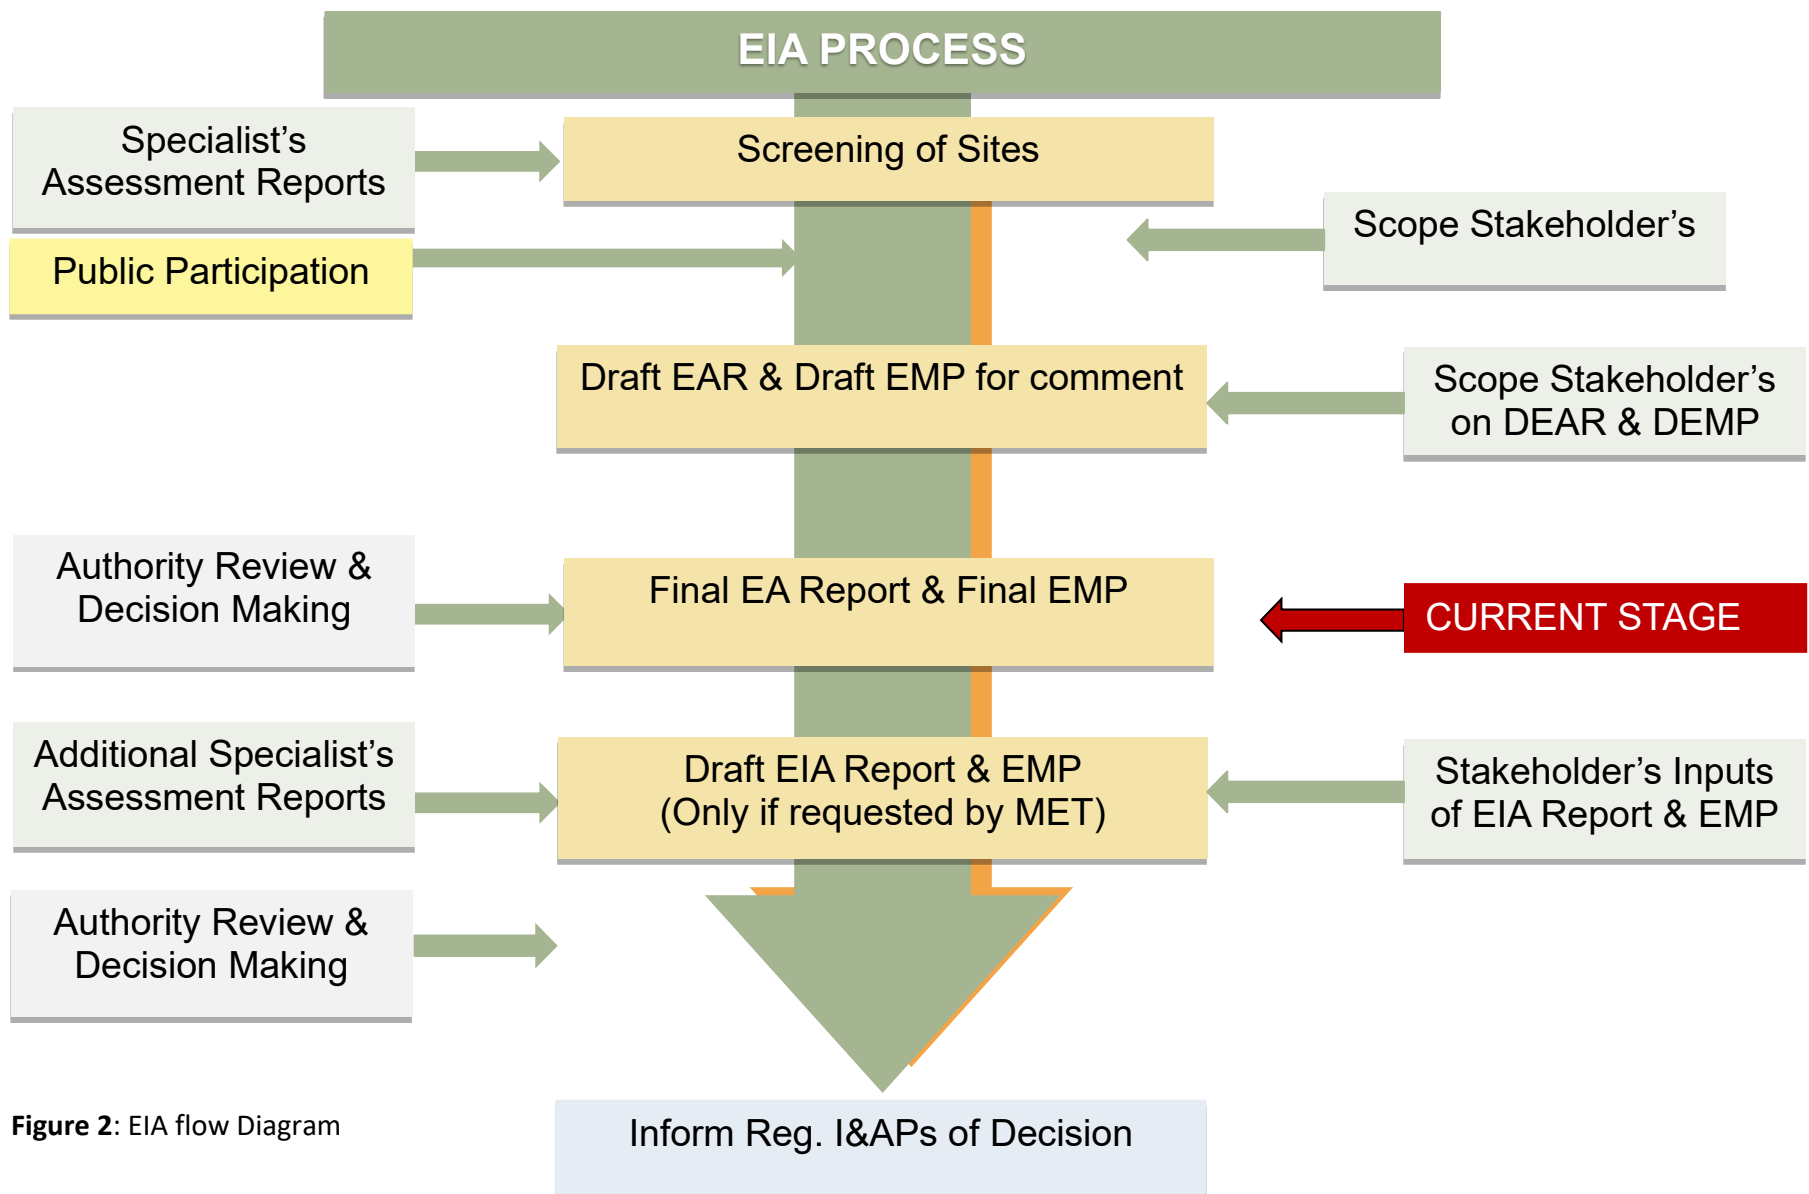 EIA PROCESS
Specialist’s
Assessment Reports
Screening of Sites
Scope Stakeholder’s
Public Participation
Draft EAR & Draft EMP for comment
Scope Stakeholder’s
on DEAR & DEMP
Authority Review &
Decision Making
Final EA Report & Final EMP
CURRENT STAGE
Additional Specialist’s
Assessment Reports
Draft EIA Report & EMP
(Only if requested by MET)
Stakeholder’s Inputs
of EIA Report & EMP
Authority Review &
Decision Making
Figure 2: EIA flow Diagram
Inform Reg. I&APs of Decision